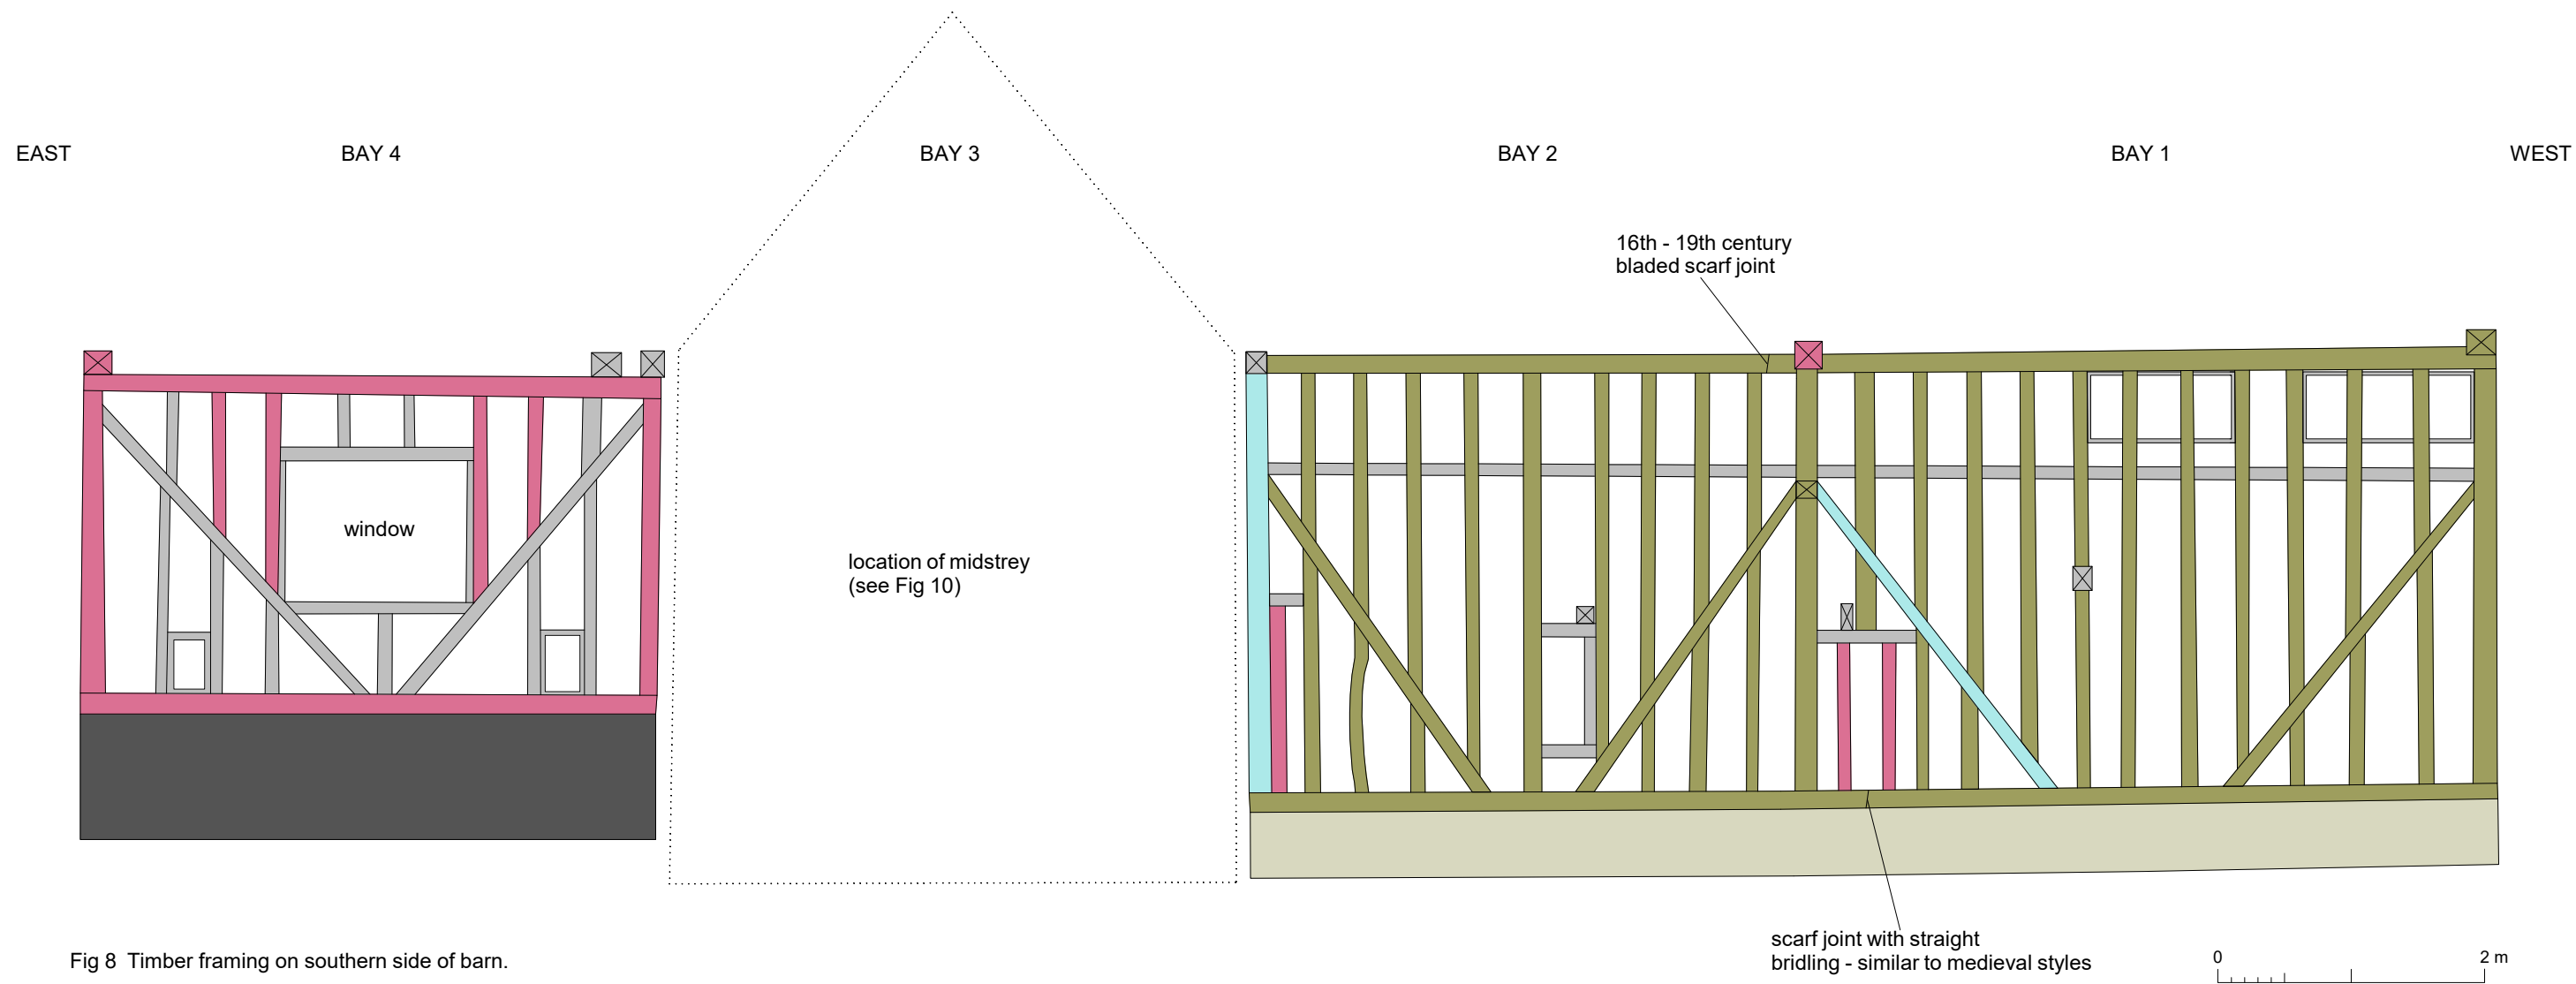 EAST
BAY 4
BAY 3
BAY 2
BAY 1
WEST
16th - 19th century
bladed scarf joint
window
location of midstrey
(see Fig 10)
scarf joint with straight
bridling - similar to medieval styles
Fig 8  Timber framing on southern side of barn.
0
2 m